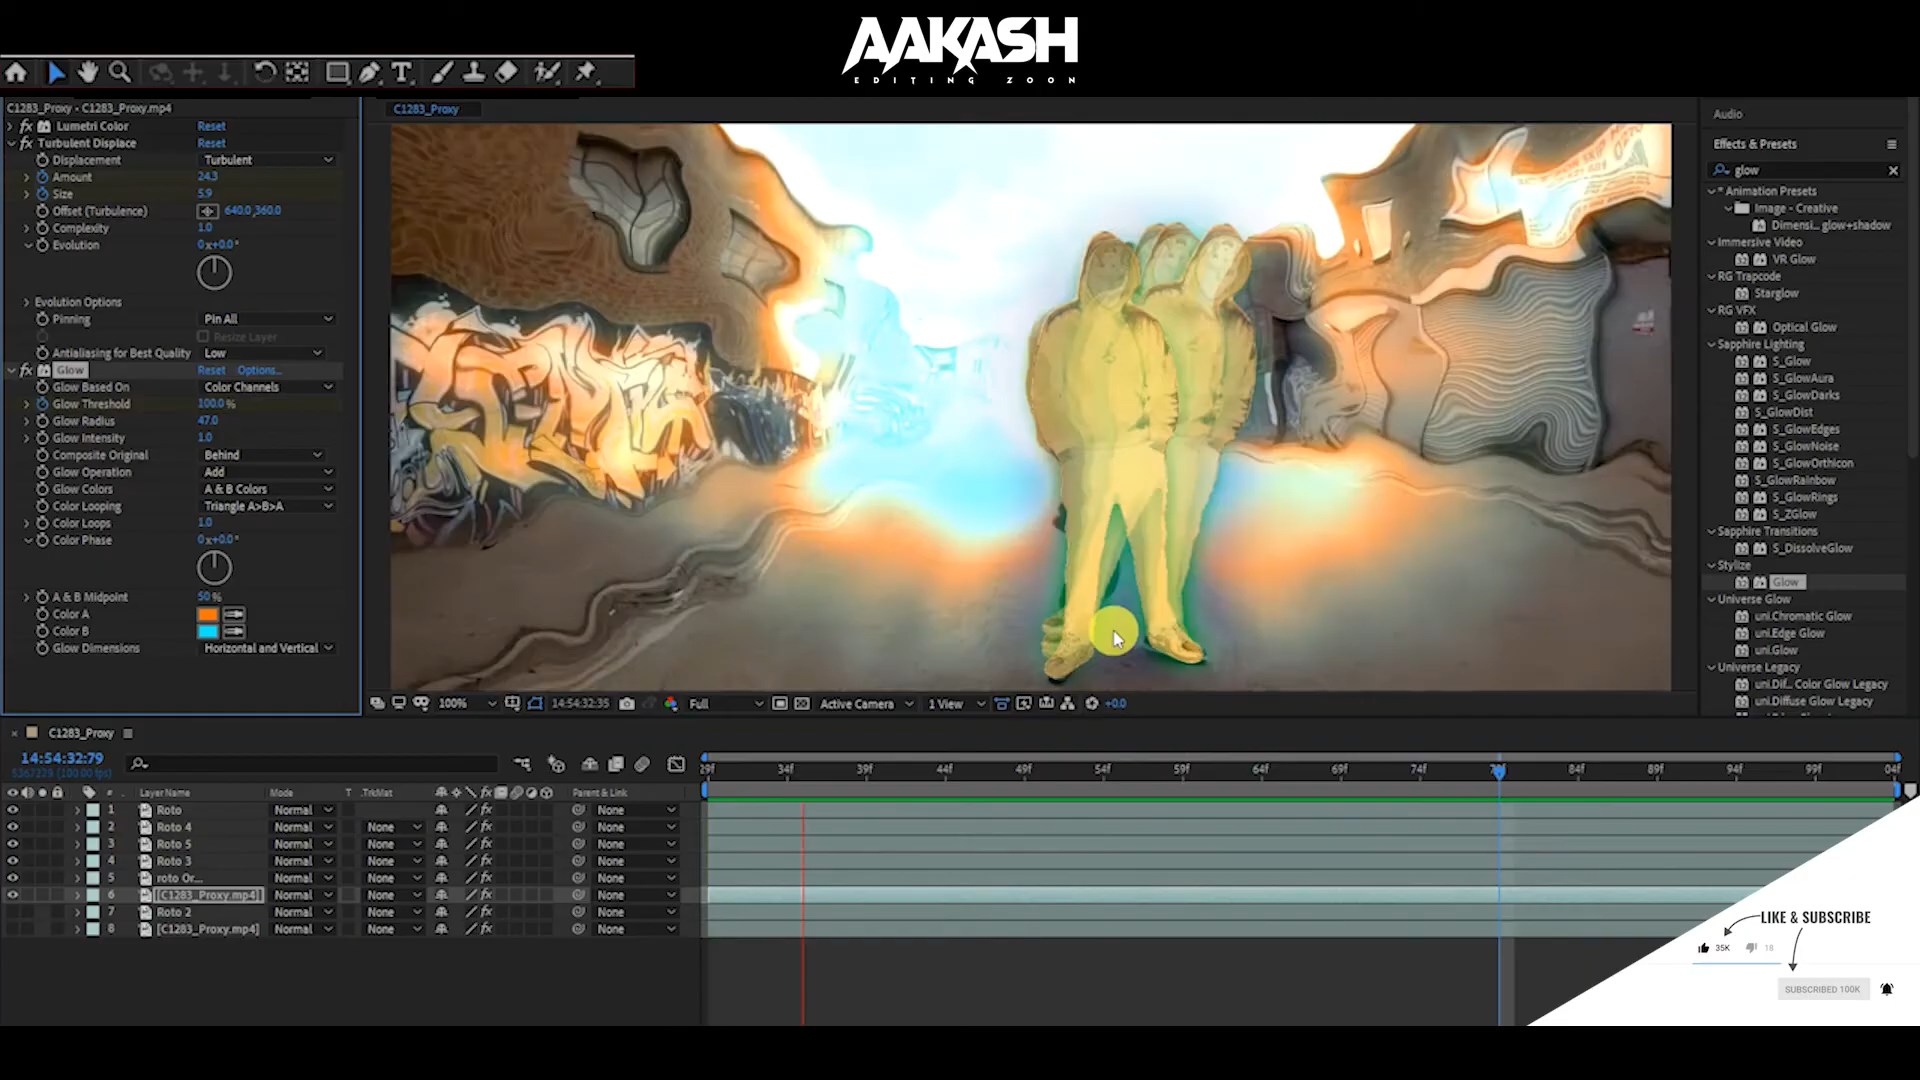 AAKASH
EDITING ZOON
C1283_Proxy - C1283_Proxy.mp4
fx Lumetri Color Reset
fx Turbulent Displace Reset
Displacement Turbulent
Amount 24.3
Size 5.9
Offset (Turbulence) 640.0,360.0
Complexity 1.0
Evolution 0x+0.0°
Evolution Options
Pinning Pin All
Resize Layer
Antialiasing for Best Quality Low
fx Glow Reset Options...
Glow Based On Color Channels
Glow Threshold 100.0 %
Glow Radius 47.0
Glow Intensity 1.0
Composite Original Behind
Glow Operation Add
Glow Colors A & B Colors
Color Looping Triangle A>B>A
Color Loops 1.0
Color Phase 0x+0.0°
A & B Midpoint 50 %
Color A
Color B
Glow Dimensions Horizontal and Vertical
C1283_Proxy
100% 14:54:32:35 Full Active Camera 1 View +0.0
Audio
Effects & Presets
glow
* Animation Presets
Image - Creative
Dimensi... glow+shadow
Immersive Video
VR Glow
RG Trapcode
Starglow
RG VFX
Optical Glow
Sapphire Lighting
S_Glow
S_GlowAura
S_GlowDarks
S_GlowDist
S_GlowEdges
S_GlowNoise
S_GlowOrthicon
S_GlowRainbow
S_GlowRings
S_ZGlow
Sapphire Transitions
S_DissolveGlow
Stylize
Glow
Universe Glow
uni.Chromatic Glow
uni.Edge Glow
uni.Glow
Universe Legacy
uni.Dif... Color Glow Legacy
uni.Diffuse Glow Legacy
C1283_Proxy
14:54:32:79
5367279 (100.00 fps)
29f 34f 39f 44f 49f 54f 59f 64f 69f 74f 84f 89f 94f 99f 04f
# Layer Name Mode T .TrkMat fx Parent & Link
1 Roto Normal fx None
2 Roto 4 Normal None fx None
3 Roto 5 Normal None fx None
4 Roto 3 Normal None fx None
5 roto Or... Normal None fx None
6 [C1283_Proxy.mp4] Normal None fx None
7 Roto 2 Normal None fx None
8 [C1283_Proxy.mp4] Normal None fx None
LIKE & SUBSCRIBE
35K 18
SUBSCRIBED 100K